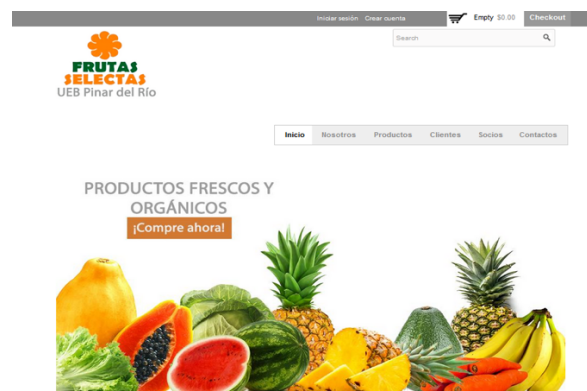 Iniciar sesión Crear cuenta Empty $0.00 Checkout
Search
FRUTAS
SELECTAS
UEB Pinar del Río
Inicio Nosotros Productos Clientes Socios Contactos
PRODUCTOS FRESCOS Y
ORGÁNICOS
¡Compre ahora!